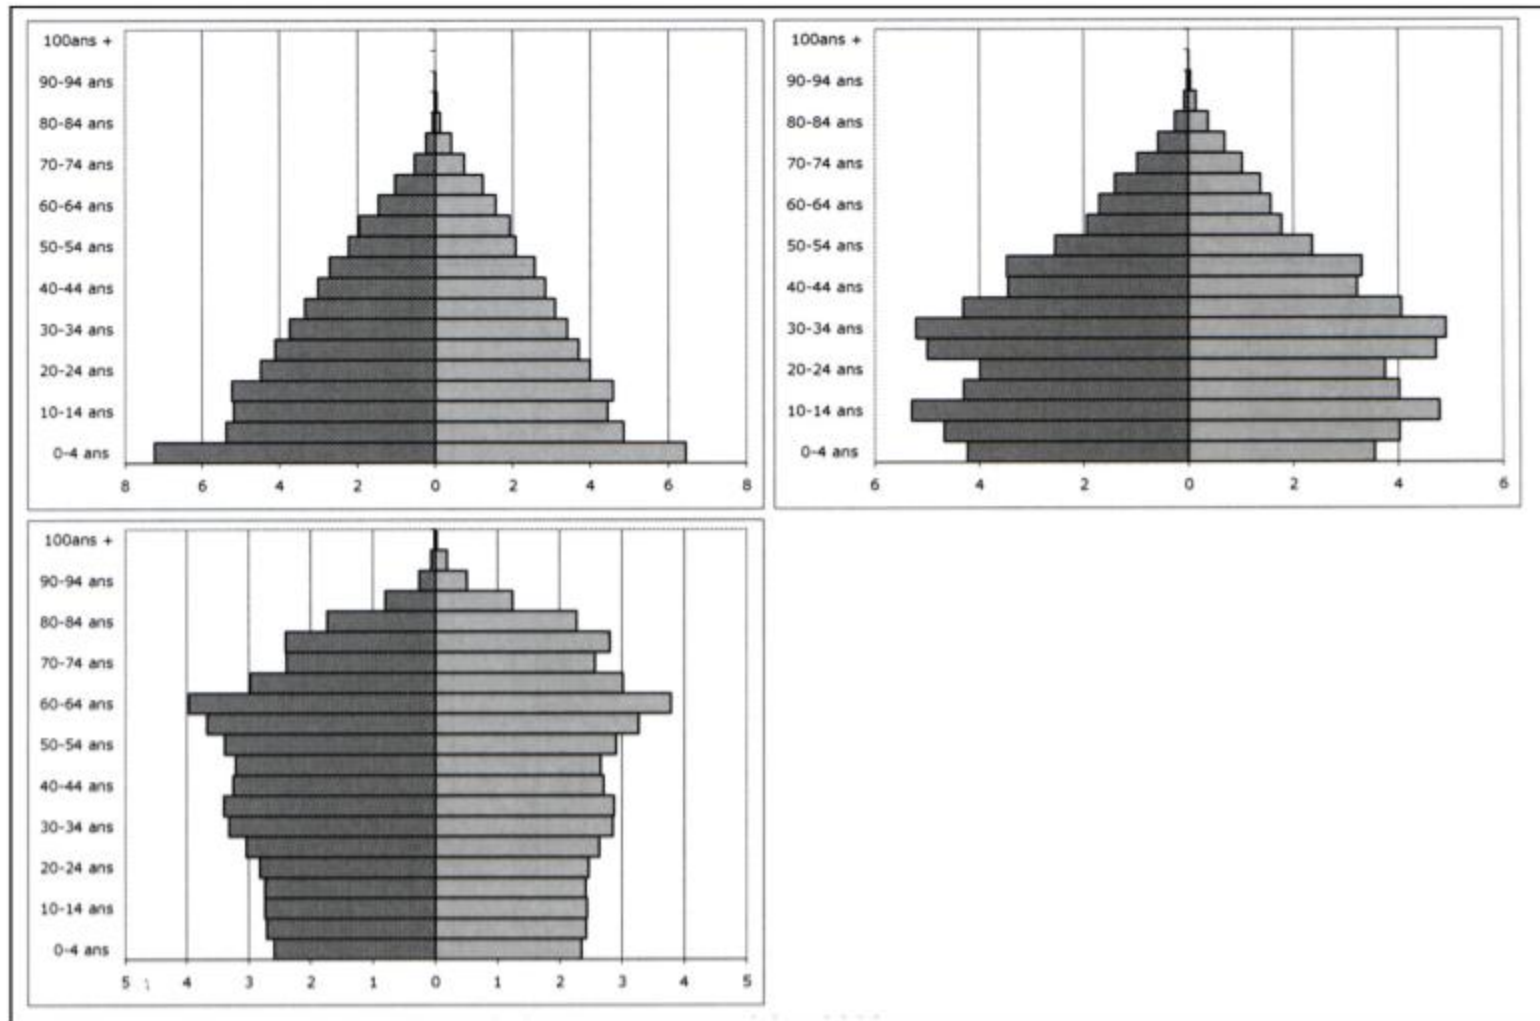 100ans +
90-94 ans
80-84 ans
70-74 ans
60-64 ans
50-54 ans
40-44 ans
30-34 ans
20-24 ans
10-14 ans
0-4 ans
8 6 4 2 0 2 4 6 8
100ans +
90-94 ans
80-84 ans
70-74 ans
60-64 ans
50-54 ans
40-44 ans
30-34 ans
20-24 ans
10-14 ans
0-4 ans
6 4 2 0 2 4 6
100ans +
90-94 ans
80-84 ans
70-74 ans
60-64 ans
50-54 ans
40-44 ans
30-34 ans
20-24 ans
10-14 ans
0-4 ans
5 4 3 2 1 0 1 2 3 4 5